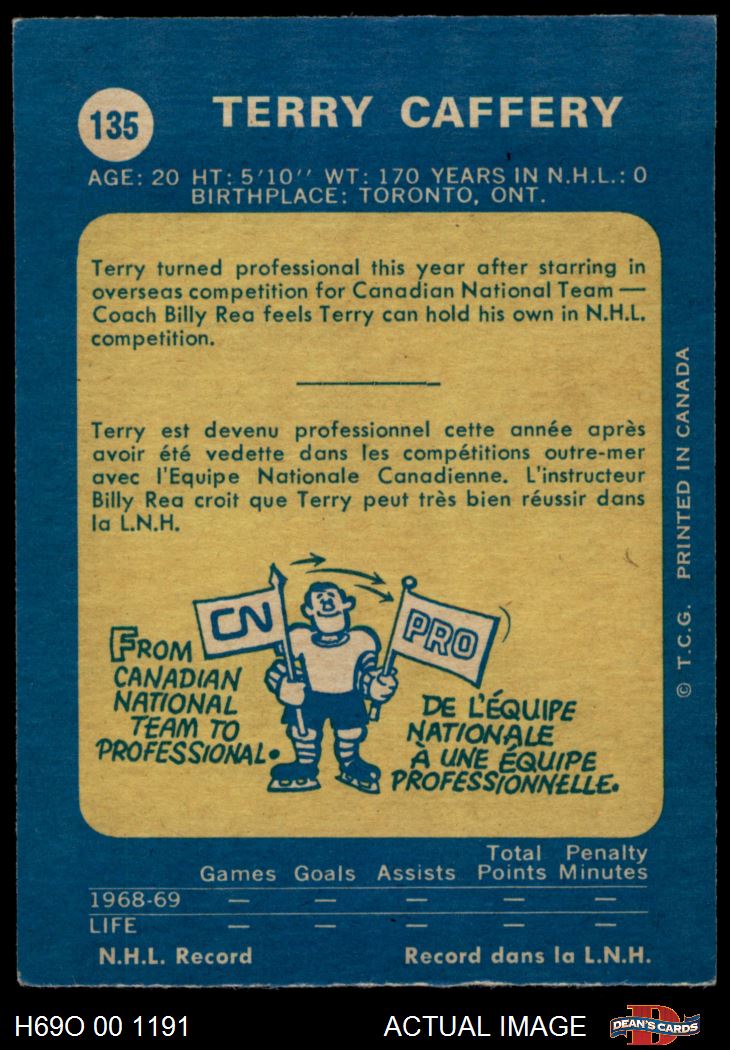 135
TERRY CAFFERY
AGE: 20 HT: 5'10'' WT: 170 YEARS IN N.H.L.: 0
BIRTHPLACE: TORONTO, ONT.
Terry turned professional this year after starring in
overseas competition for Canadian National Team —
Coach Billy Rea feels Terry can hold his own in N.H.L.
competition.
Terry est devenu professionnel cette année après
avoir été vedette dans les compétitions outre-mer
avec l'Equipe Nationale Canadienne. L'instructeur
Billy Rea croit que Terry peut très bien réussir dans
la L.N.H.
CN
PRO
FROM
CANADIAN
NATIONAL
TEAM TO
PROFESSIONAL.
DE L'ÉQUIPE
NATIONALE
À UNE ÉQUIPE
PROFESSIONNELLE.
© T.C.G. PRINTED IN CANADA
Games Goals Assists Total Points Penalty Minutes
1968-69 — — — — —
LIFE — — — — —
N.H.L. Record Record dans la L.N.H.
H69O 00 1191 ACTUAL IMAGE
D
DEAN'S CARDS